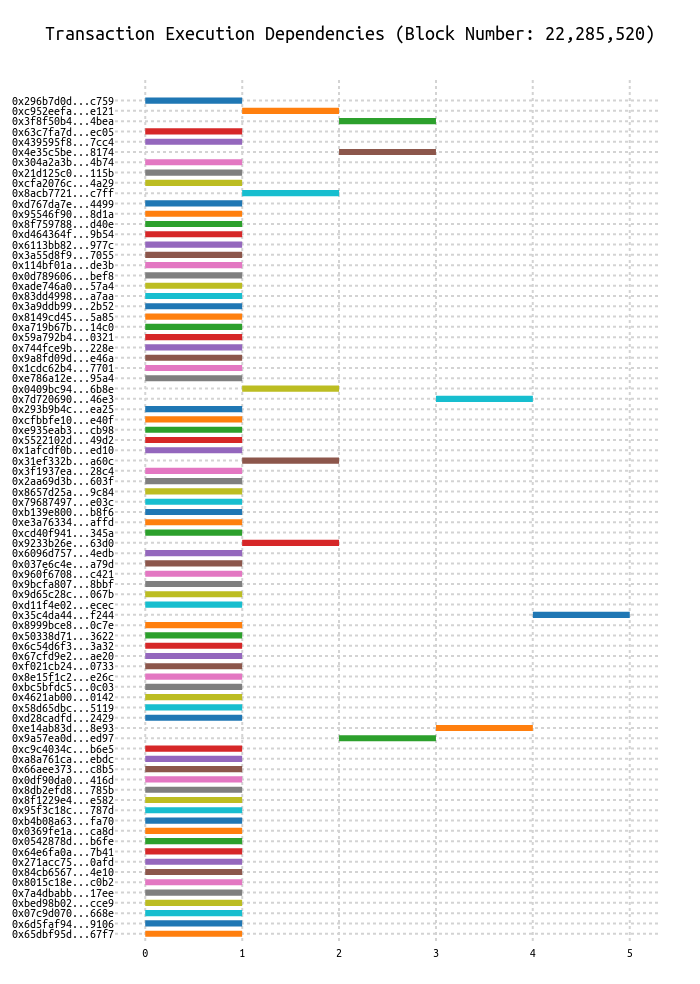 Transaction Execution Dependencies (Block Number: 22,285,520)
0x296b7d0d...c759
0xc952eefa...e121
0x3f8f50b4...4bea
0x63c7fa7d...ec05
0x439595f8...7cc4
0x4e35c5be...8174
0x304a2a3b...4b74
0x21d125c0...115b
0xcfa2076c...4a29
0x8acb7721...c7ff
0xd767da7e...4499
0x95546f90...8d1a
0x8f759788...d40e
0xd464364f...9b54
0x6113bb82...977c
0x3a55d8f9...7055
0x114bf01a...de3b
0x0d789606...bef8
0xade746a0...57a4
0x83dd4998...a7aa
0x3a9ddb99...2b52
0x8149cd45...5a85
0xa719b67b...14c0
0x59a792b4...0321
0x744fce9b...228e
0x9a8fd09d...e46a
0x1cdc62b4...7701
0xe786a12e...95a4
0x0409bc94...6b8e
0x7d720690...46e3
0x293b9b4c...ea25
0xcfbbfe10...e40f
0xe935eab3...cb98
0x5522102d...49d2
0x1afcdf0b...ed10
0x31ef332b...a60c
0x3f1937ea...28c4
0x2aa69d3b...603f
0x8657d25a...9c84
0x79687497...e03c
0xb139e800...b8f6
0xe3a76334...affd
0xcd40f941...345a
0x9233b26e...63d0
0x6096d757...4edb
0x037e6c4e...a79d
0x960f6708...c421
0x9bcfa807...8bbf
0x9d65c28c...067b
0xd11f4e02...ecec
0x35c4da44...f244
0x8999bce8...0c7e
0x50338d71...3622
0x6c54d6f3...3a32
0x67cfd9e2...ae20
0xf021cb24...0733
0x8e15f1c2...e26c
0xbc5bfdc5...0c03
0x4621ab00...0142
0x58d65dbc...5119
0xd28cadfd...2429
0xe14ab83d...8e93
0x9a57ea0d...ed97
0xc9c4034c...b6e5
0xa8a761ca...ebdc
0x66aee373...c8b5
0x0df90da0...416d
0x8db2efd8...785b
0x8f1229e4...e582
0x95f3c18c...787d
0xb4b08a63...fa70
0x0369fe1a...ca8d
0x0542878d...b6fe
0x64e6fa0a...7b41
0x271acc75...0afd
0x84cb6567...4e10
0x8015c18e...c0b2
0x7a4dbabb...17ee
0xbed98b02...cce9
0x07c9d070...668e
0x6d5faf94...9106
0x65dbf95d...67f7
0 1 2 3 4 5